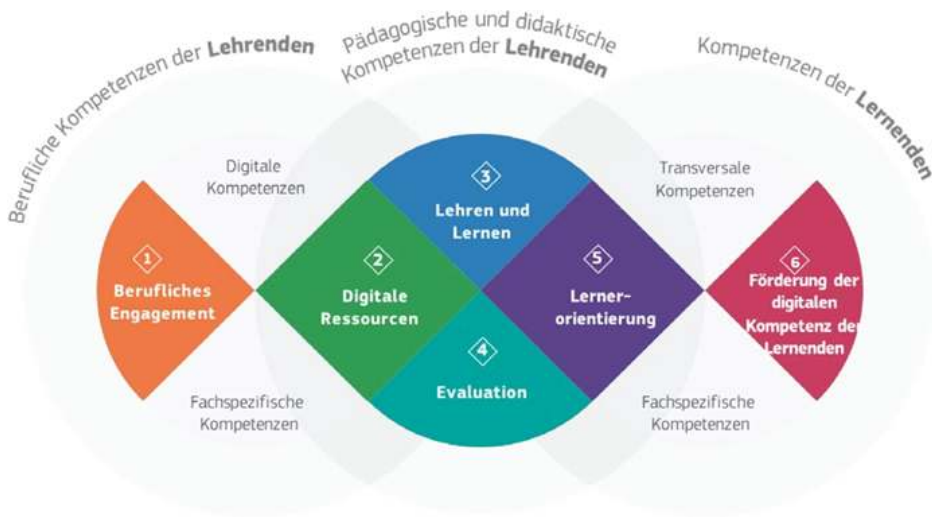 Berufliche Kompetenzen der Lehrenden
Pädagogische und didaktische
Kompetenzen der Lehrenden
Kompetenzen der Lernenden
Digitale
Kompetenzen
Transversale
Kompetenzen
1
Berufliches
Engagement
2
Digitale
Ressourcen
3
Lehren und
Lernen
4
Evaluation
5
Lerner-
orientierung
6
Förderung der
digitalen
Kompetenz der
Lernenden
Fachspezifische
Kompetenzen
Fachspezifische
Kompetenzen